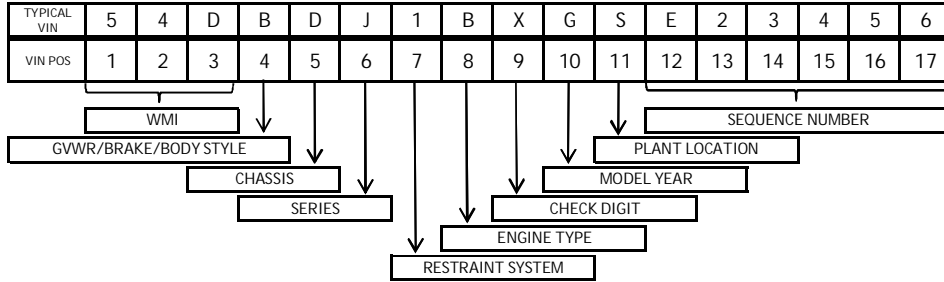 TYPICAL VIN 5 4 D B D J 1 B X G S E 2 3 4 5 6
VIN POS 1 2 3 4 5 6 7 8 9 10 11 12 13 14 15 16 17
WMI SEQUENCE NUMBER
GVWR/BRAKE/BODY STYLE PLANT LOCATION
CHASSIS MODEL YEAR
SERIES CHECK DIGIT
ENGINE TYPE
RESTRAINT SYSTEM